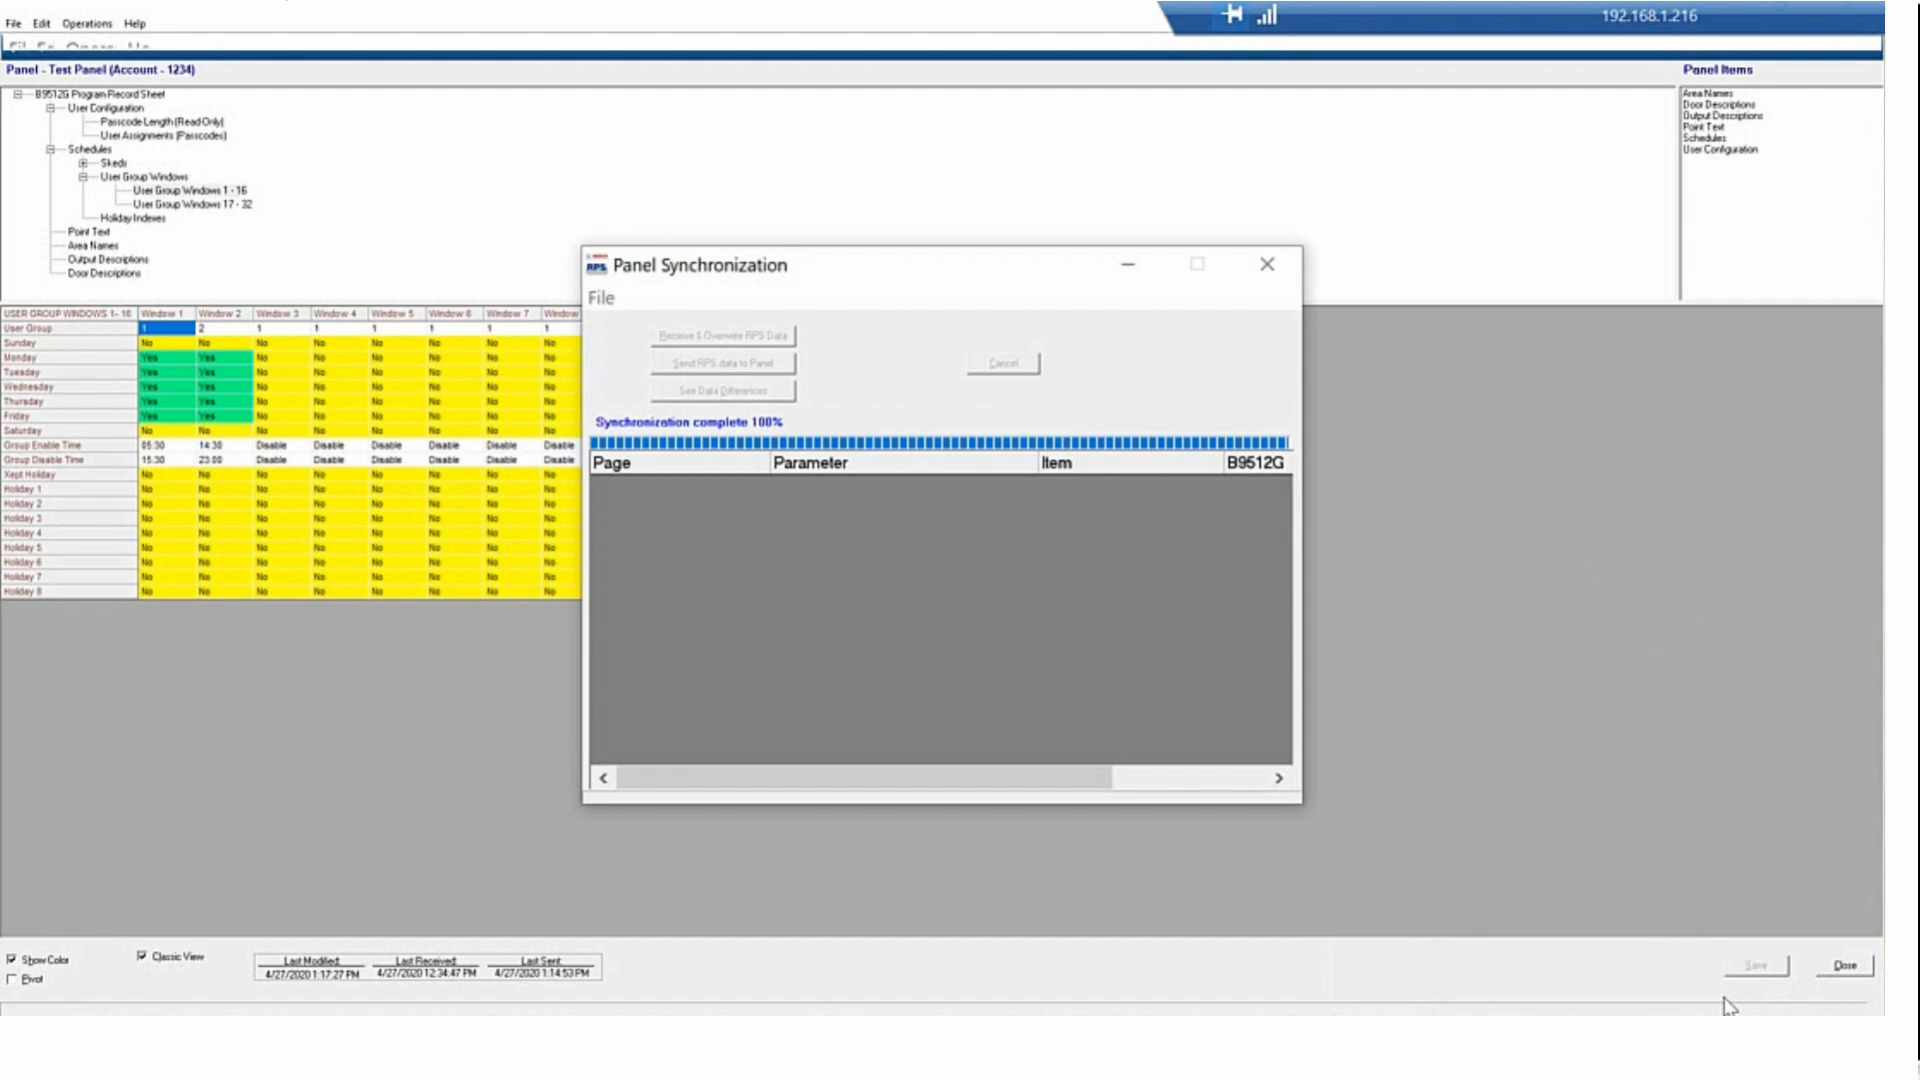 192.168.1.216
File Edit Operations Help
Panel - Test Panel (Account - 1234)
Panel Items
B9512G Program Record Sheet
User Configuration
Passcode Length (Read Only)
User Assignments (Passcodes)
Schedules
Skeds
User Group Windows
User Group Windows 1 - 16
User Group Windows 17 - 32
Holiday Indexes
Point Text
Area Names
Output Descriptions
Door Descriptions
Area Names
Door Descriptions
Output Descriptions
Point Text
Schedules
User Configuration
USER GROUP WINDOWS 1- 16 Window 1 Window 2 Window 3 Window 4 Window 5 Window 6 Window 7 Window
User Group 1 2 1 1 1 1 1 1
Sunday No No No No No No No No
Monday Yes Yes No No No No No No
Tuesday Yes Yes No No No No No No
Wednesday Yes Yes No No No No No No
Thursday Yes Yes No No No No No No
Friday Yes Yes No No No No No No
Saturday No No No No No No No No
Group Enable Time 05:30 14:30 Disable Disable Disable Disable Disable Disable
Group Disable Time 15:30 23:00 Disable Disable Disable Disable Disable Disable
Xept Holiday No No No No No No No No
Holiday 1 No No No No No No No No
Holiday 2 No No No No No No No No
Holiday 3 No No No No No No No No
Holiday 4 No No No No No No No No
Holiday 5 No No No No No No No No
Holiday 6 No No No No No No No No
Holiday 7 No No No No No No No No
Holiday 8 No No No No No No No No
RPS Panel Synchronization
File
Receive & Overwrite RPS Data
Send RPS data to Panel
Cancel
See Data Differences
Synchronization complete 100%
Page Parameter Item B9512G
Show Color
Classic View
Pivot
Last Modified: Last Received: Last Sent:
4/27/2020 1:17:27 PM 4/27/2020 12:34:47 PM 4/27/2020 1:14:53 PM
Save
Close